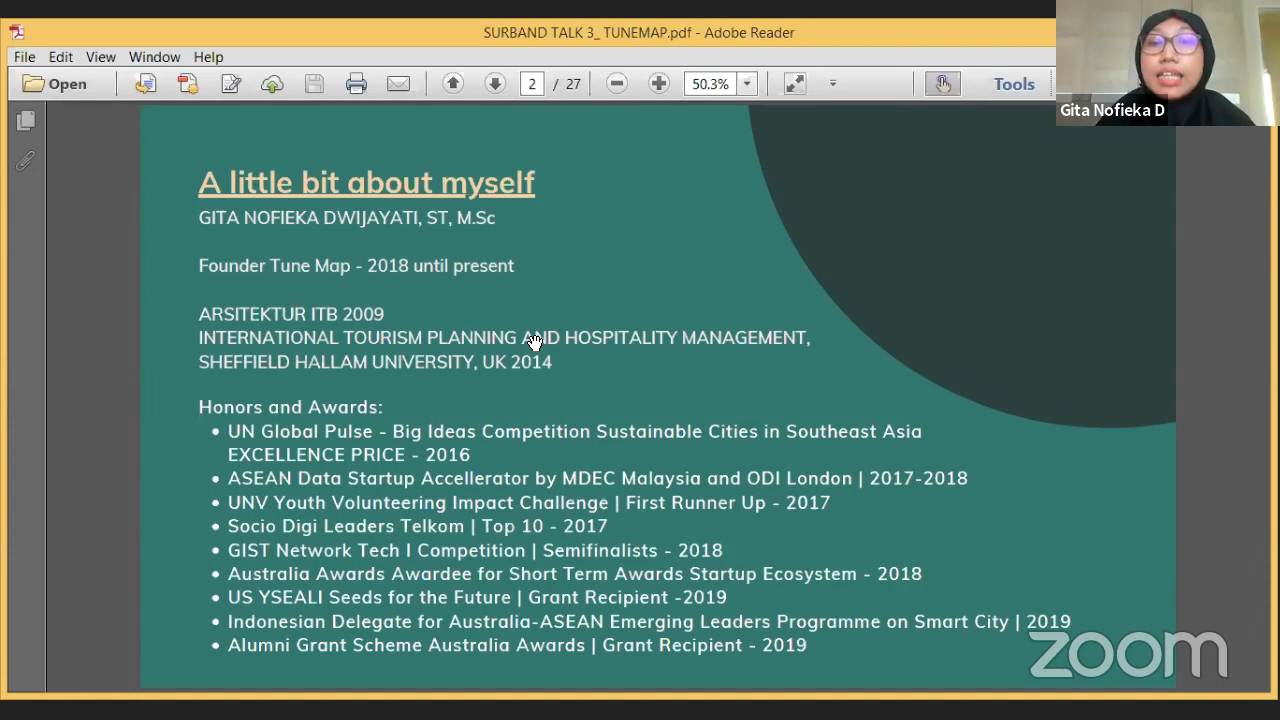 SURBAND TALK 3_ TUNEMAP.pdf - Adobe Reader
File Edit View Window Help
Open 2 / 27 50.3% Tools
Gita Nofieka D
A little bit about myself
GITA NOFIEKA DWIJAYATI, ST, M.Sc
Founder Tune Map - 2018 until present
ARSITEKTUR ITB 2009
INTERNATIONAL TOURISM PLANNING AND HOSPITALITY MANAGEMENT,
SHEFFIELD HALLAM UNIVERSITY, UK 2014
Honors and Awards:
• UN Global Pulse - Big Ideas Competition Sustainable Cities in Southeast Asia
EXCELLENCE PRICE - 2016
• ASEAN Data Startup Accellerator by MDEC Malaysia and ODI London | 2017-2018
• UNV Youth Volunteering Impact Challenge | First Runner Up - 2017
• Socio Digi Leaders Telkom | Top 10 - 2017
• GIST Network Tech I Competition | Semifinalists - 2018
• Australia Awards Awardee for Short Term Awards Startup Ecosystem - 2018
• US YSEALI Seeds for the Future | Grant Recipient -2019
• Indonesian Delegate for Australia-ASEAN Emerging Leaders Programme on Smart City | 2019
• Alumni Grant Scheme Australia Awards | Grant Recipient - 2019
zoom